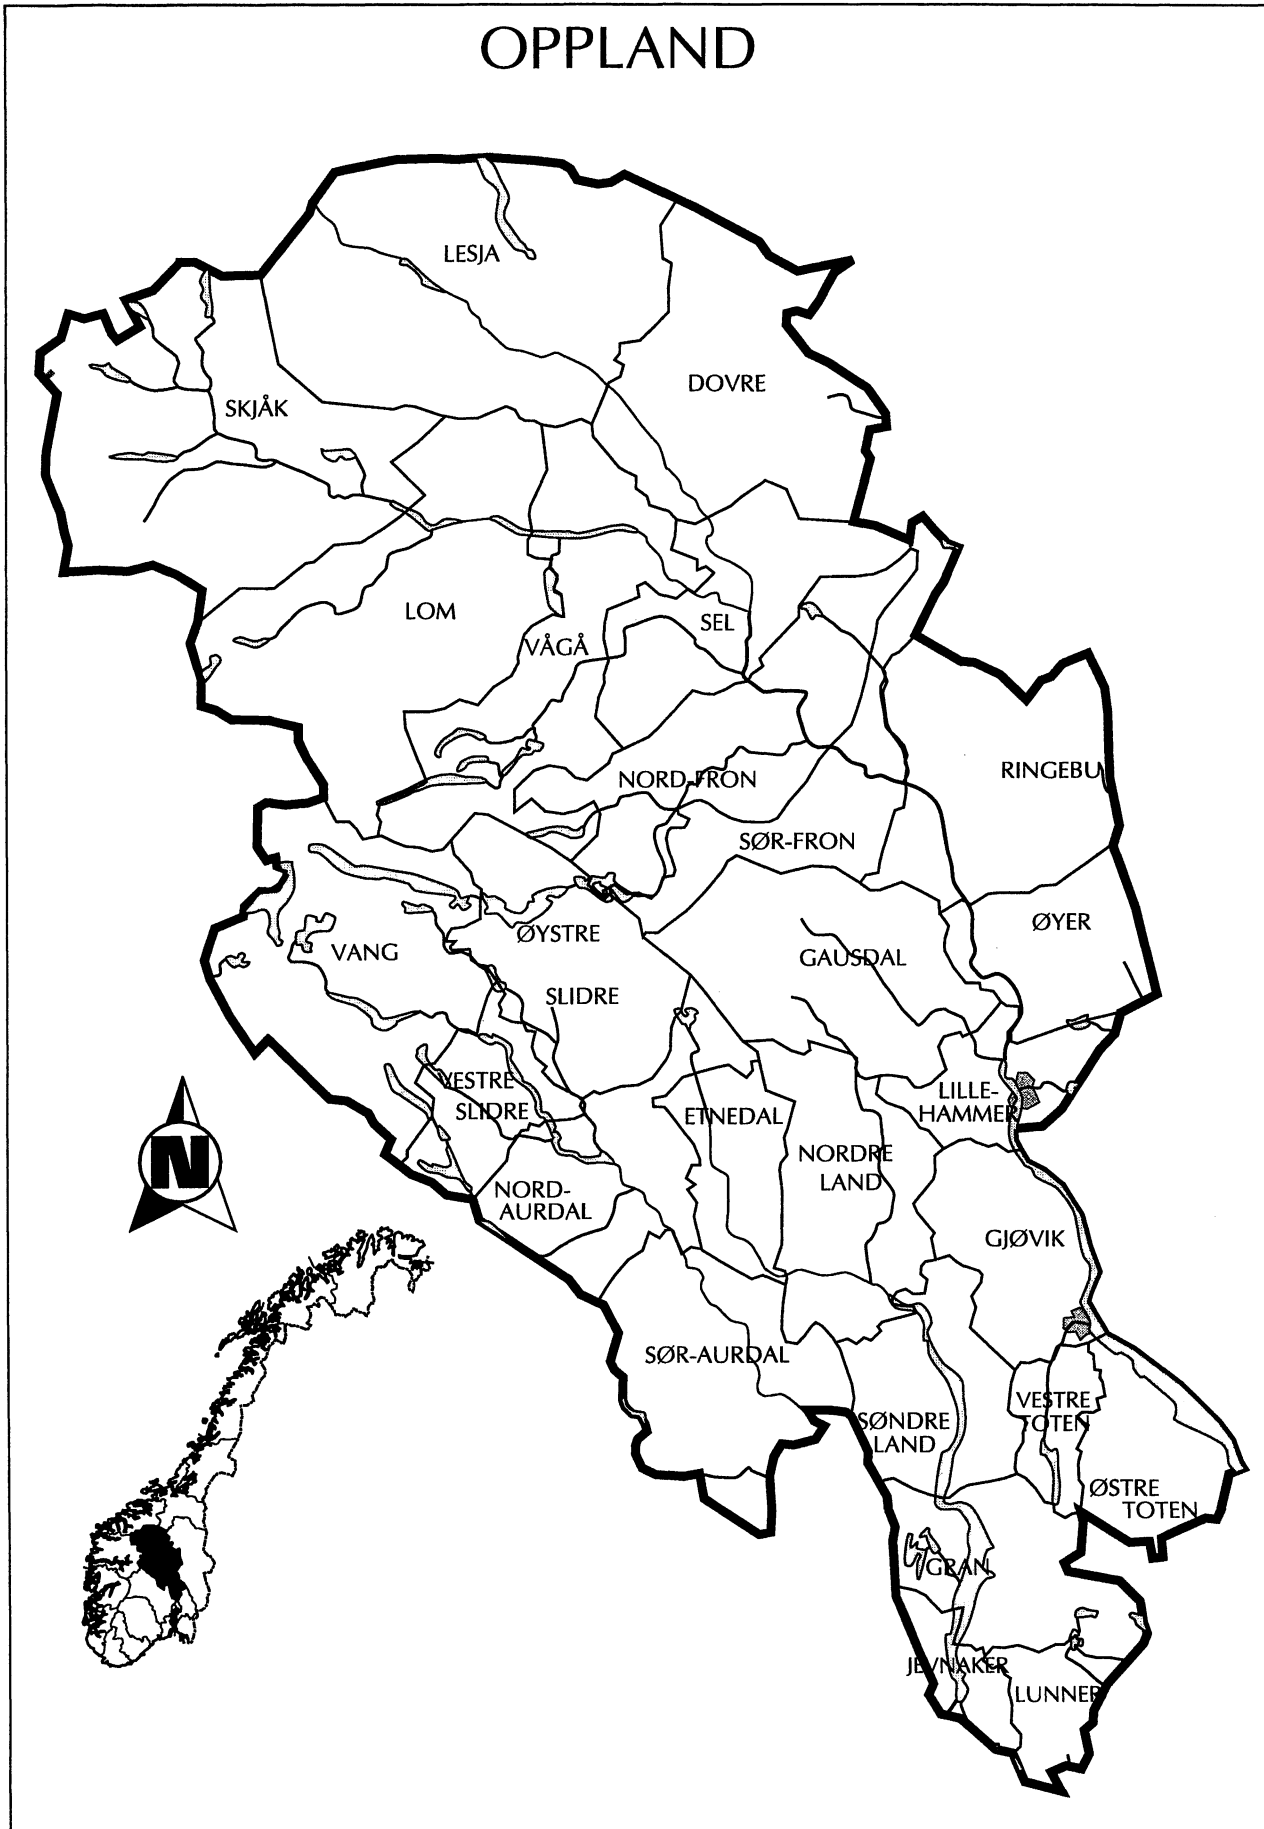 OPPLAND
LESJA
DOVRE
SKJÅK
LOM
SEL
VÅGÅ
RINGEBU
NORD-FRON
SØR-FRON
ØYER
ØYSTRE
SLIDRE
VANG
GAUSDAL
VESTRE
SLIDRE
LILLE-
HAMMER
ETNEDAL
NORDRE
LAND
N
NORD-
AURDAL
GJØVIK
SØR-AURDAL
VESTRE
TOTEN
SØNDRE
LAND
ØSTRE
TOTEN
GRAN
JEVNAKER
LUNNER